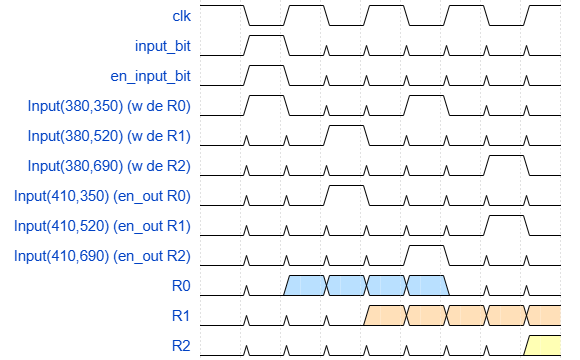 clk
input_bit
en_input_bit
Input(380,350) (w de R0)
Input(380,520) (w de R1)
Input(380,690) (w de R2)
Input(410,350) (en_out R0)
Input(410,520) (en_out R1)
Input(410,690) (en_out R2)
R0
R1
R2